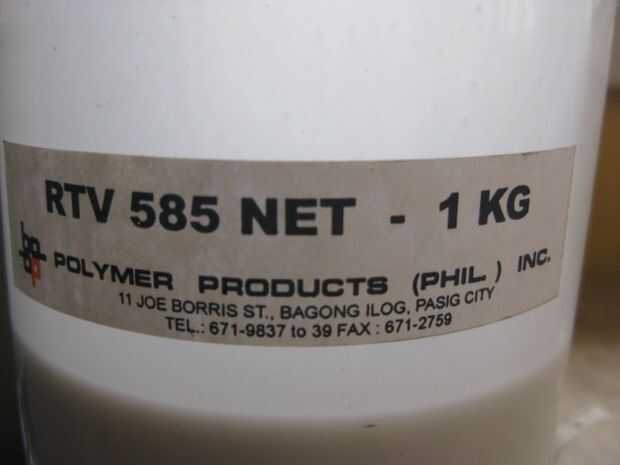 RTV 585 NET - 1 KG
POLYMER PRODUCTS (PHIL.) INC.
11 JOE BORRIS ST., BAGONG ILOG, PASIG CITY
TEL.: 671-9837 to 39 FAX : 671-2759